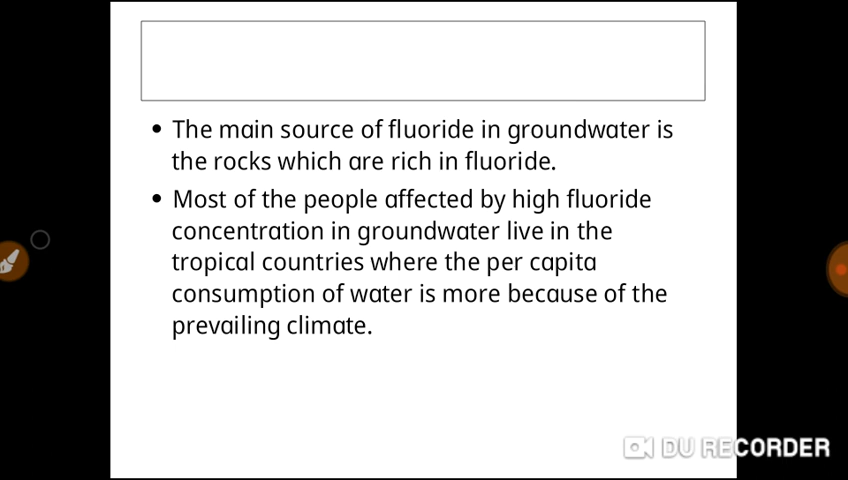 • The main source of fluoride in groundwater is
the rocks which are rich in fluoride.
• Most of the people affected by high fluoride
concentration in groundwater live in the
tropical countries where the per capita
consumption of water is more because of the
prevailing climate.
DU RECORDER